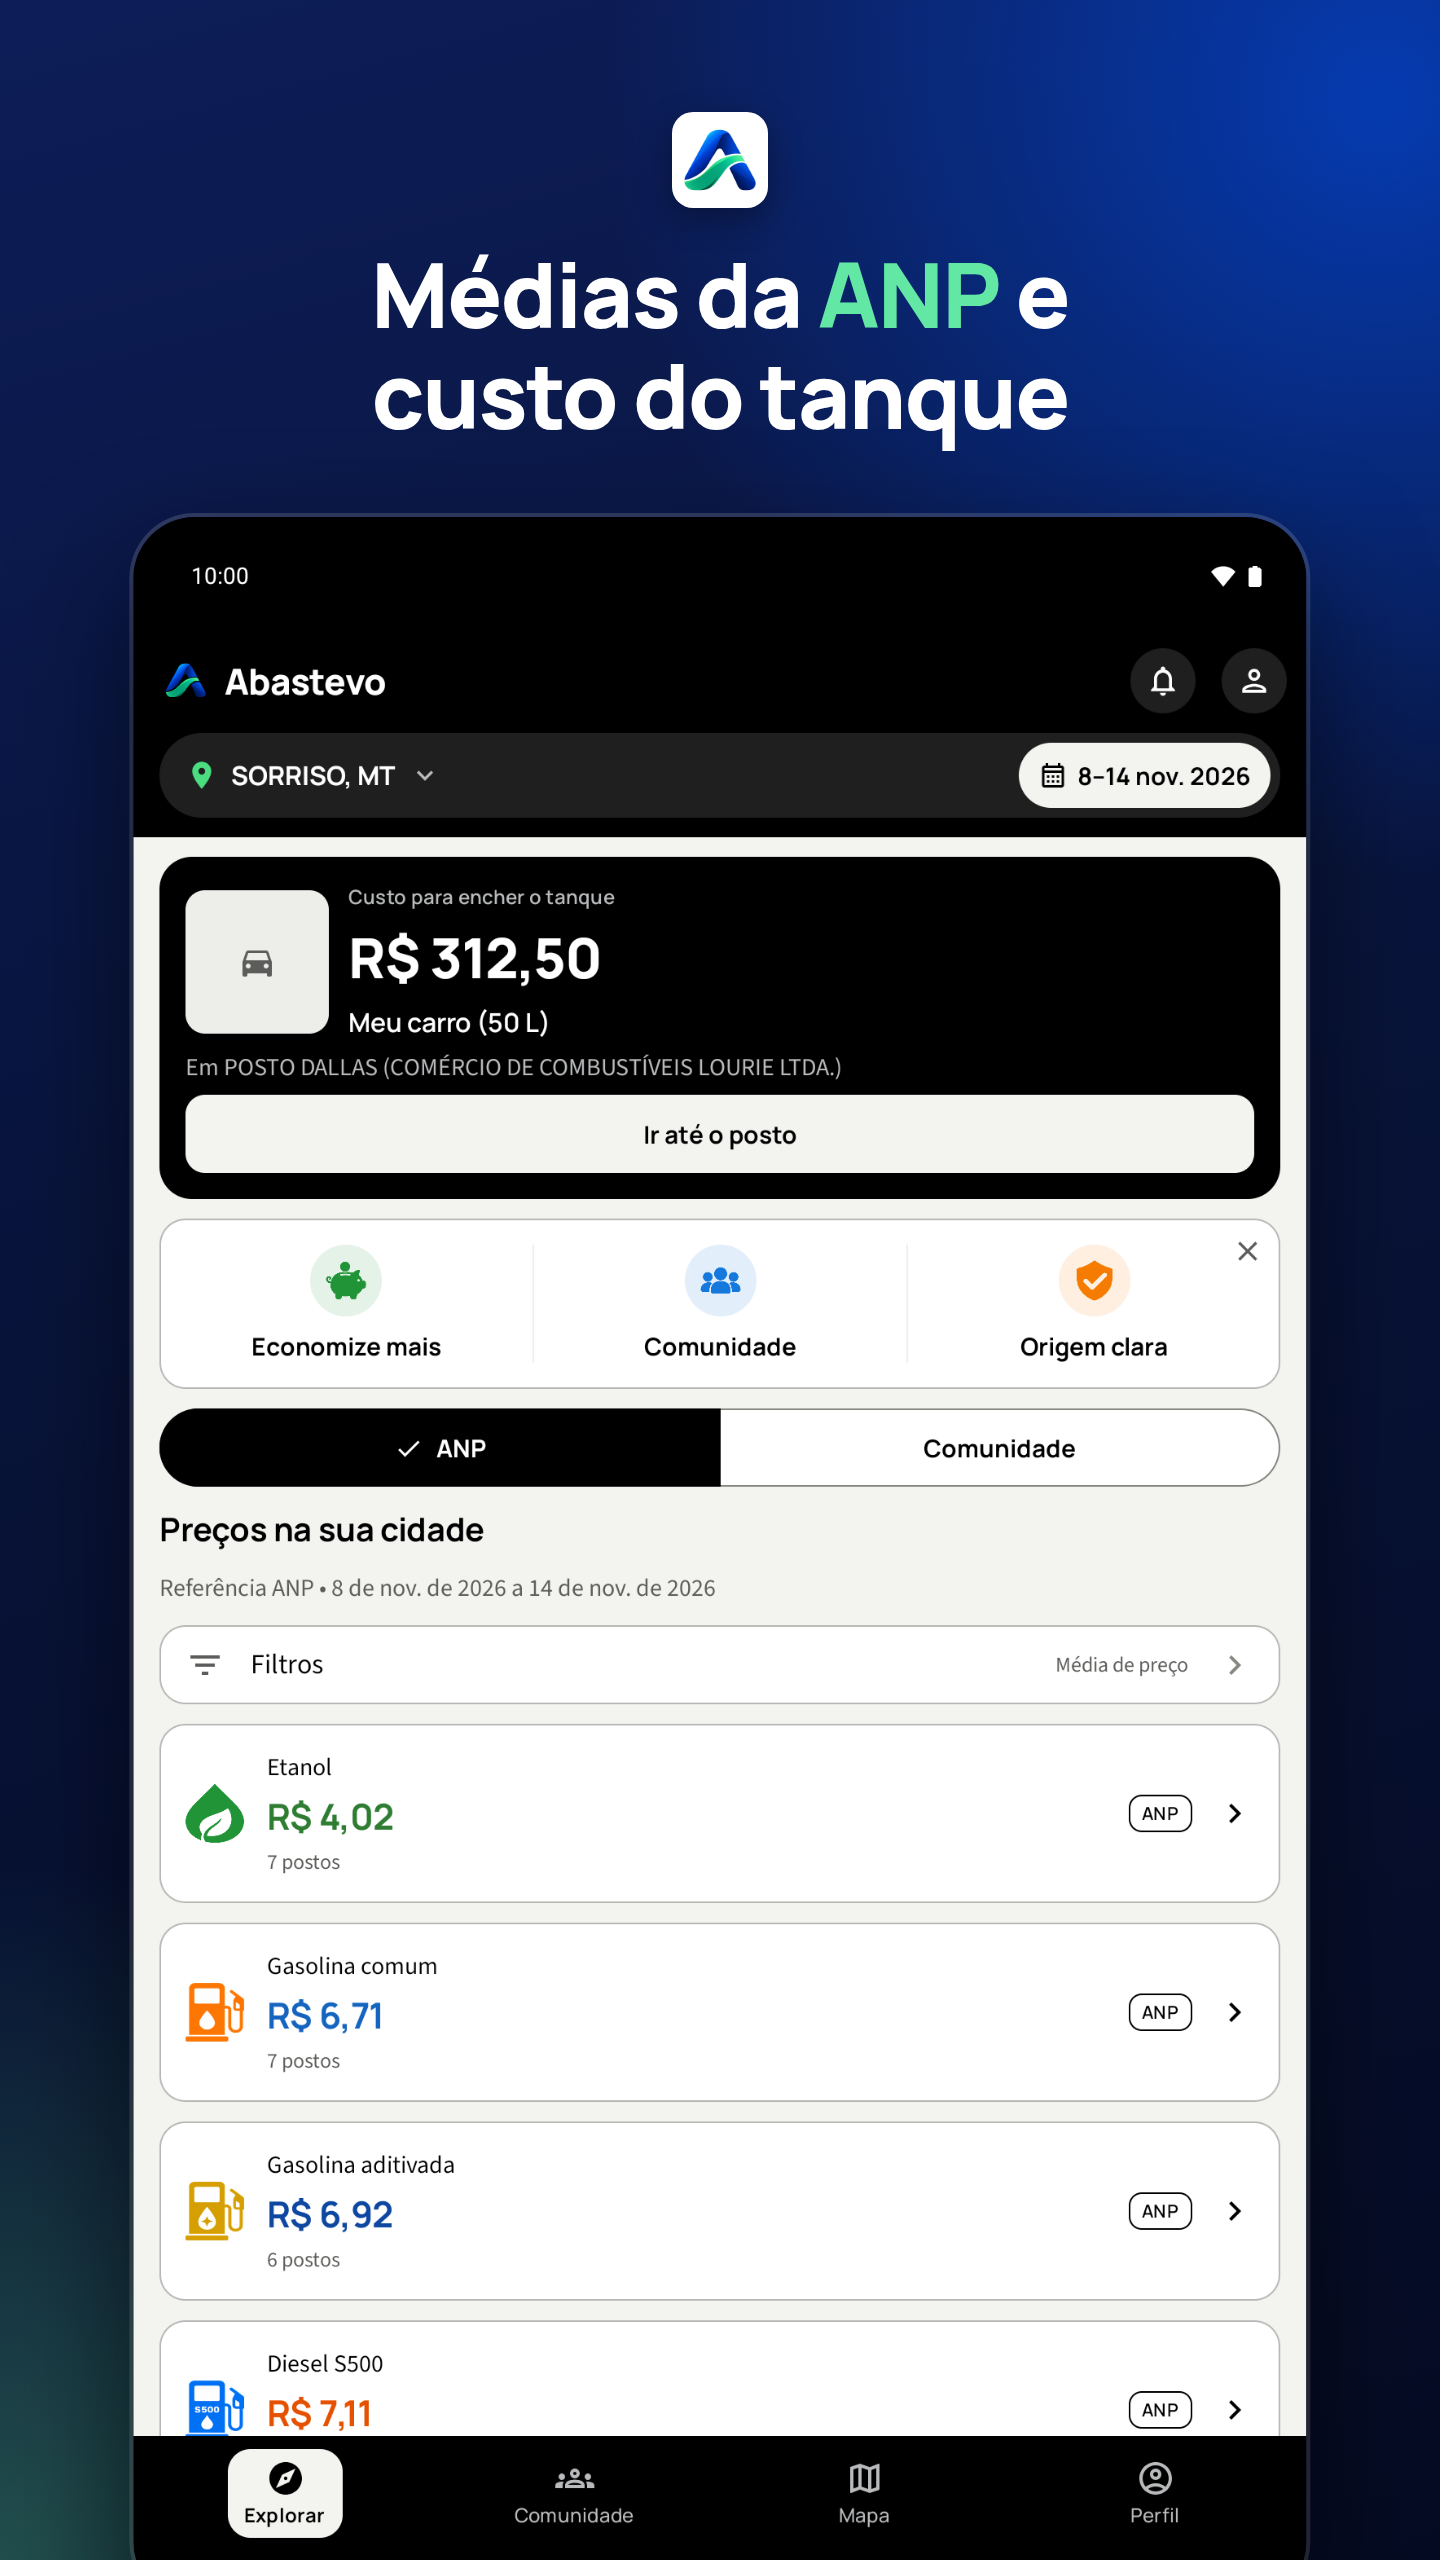 Médias da ANP e
custo do tanque
10:00
Abastevo
SORRISO, MT
8–14 nov. 2026
Custo para encher o tanque
R$ 312,50
Meu carro (50 L)
Em POSTO DALLAS (COMÉRCIO DE COMBUSTÍVEIS LOURIE LTDA.)
Ir até o posto
Economize mais
Comunidade
Origem clara
ANP
Comunidade
Preços na sua cidade
Referência ANP • 8 de nov. de 2026 a 14 de nov. de 2026
Filtros
Média de preço
Etanol
R$ 4,02
7 postos
ANP
Gasolina comum
R$ 6,71
7 postos
ANP
Gasolina aditivada
R$ 6,92
6 postos
ANP
Diesel S500
S500
R$ 7,11
ANP
Explorar
Comunidade
Mapa
Perfil